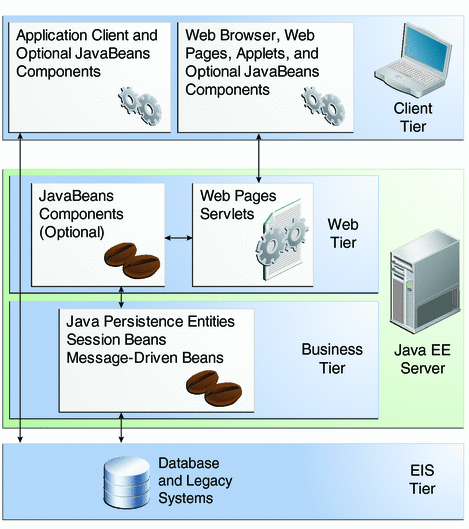 Application Client and
Optional JavaBeans
Components
Web Browser, Web
Pages, Applets, and
Optional JavaBeans
Components
Client
Tier
JavaBeans
Components
(Optional)
Web Pages
Servlets
Web
Tier
Java Persistence Entities
Session Beans
Message-Driven Beans
Business
Tier
Java EE
Server
Database
and Legacy
Systems
EIS
Tier